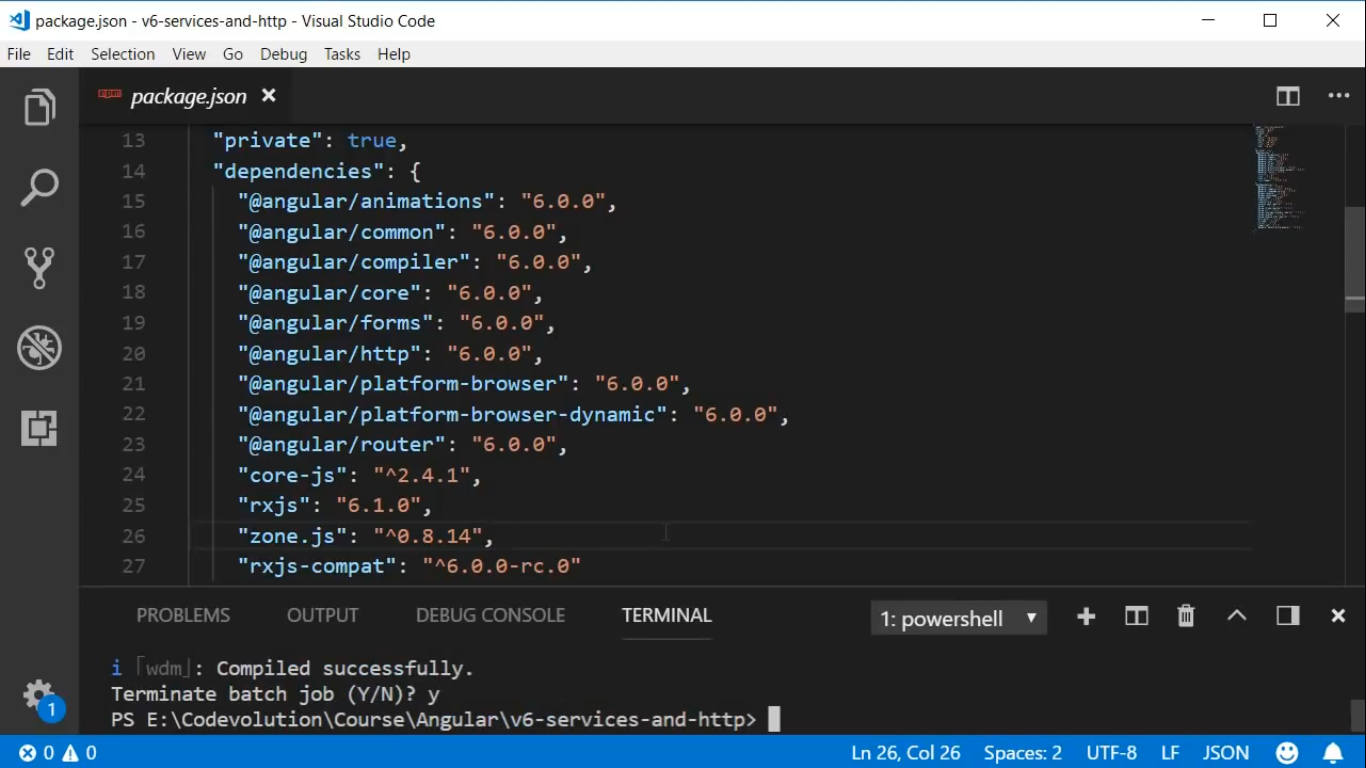 package.json - v6-services-and-http - Visual Studio Code
File Edit Selection View Go Debug Tasks Help
npm package.json
13 "private": true,
14 "dependencies": {
15 "@angular/animations": "6.0.0",
16 "@angular/common": "6.0.0",
17 "@angular/compiler": "6.0.0",
18 "@angular/core": "6.0.0",
19 "@angular/forms": "6.0.0",
20 "@angular/http": "6.0.0",
21 "@angular/platform-browser": "6.0.0",
22 "@angular/platform-browser-dynamic": "6.0.0",
23 "@angular/router": "6.0.0",
24 "core-js": "^2.4.1",
25 "rxjs": "6.1.0",
26 "zone.js": "^0.8.14",
27 "rxjs-compat": "^6.0.0-rc.0"
PROBLEMS OUTPUT DEBUG CONSOLE TERMINAL 1: powershell
i ｢wdm｣: Compiled successfully.
Terminate batch job (Y/N)? y
PS E:\Codevolution\Course\Angular\v6-services-and-http>
1
0 0 Ln 26, Col 26 Spaces: 2 UTF-8 LF JSON